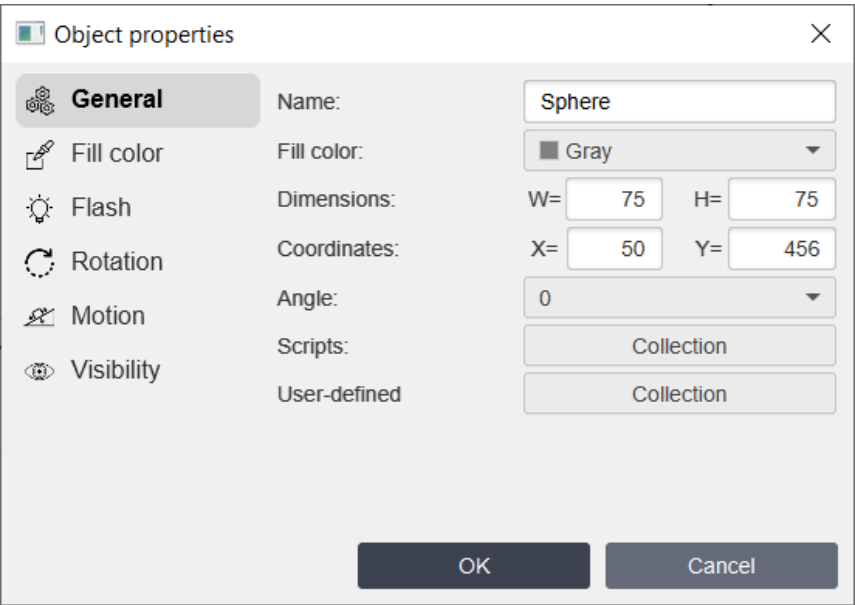 Object properties
General
Fill color
Flash
Rotation
Motion
Visibility
Name: Sphere
Fill color: Gray
Dimensions: W= 75 H= 75
Coordinates: X= 50 Y= 456
Angle: 0
Scripts: Collection
User-defined Collection
OK Cancel